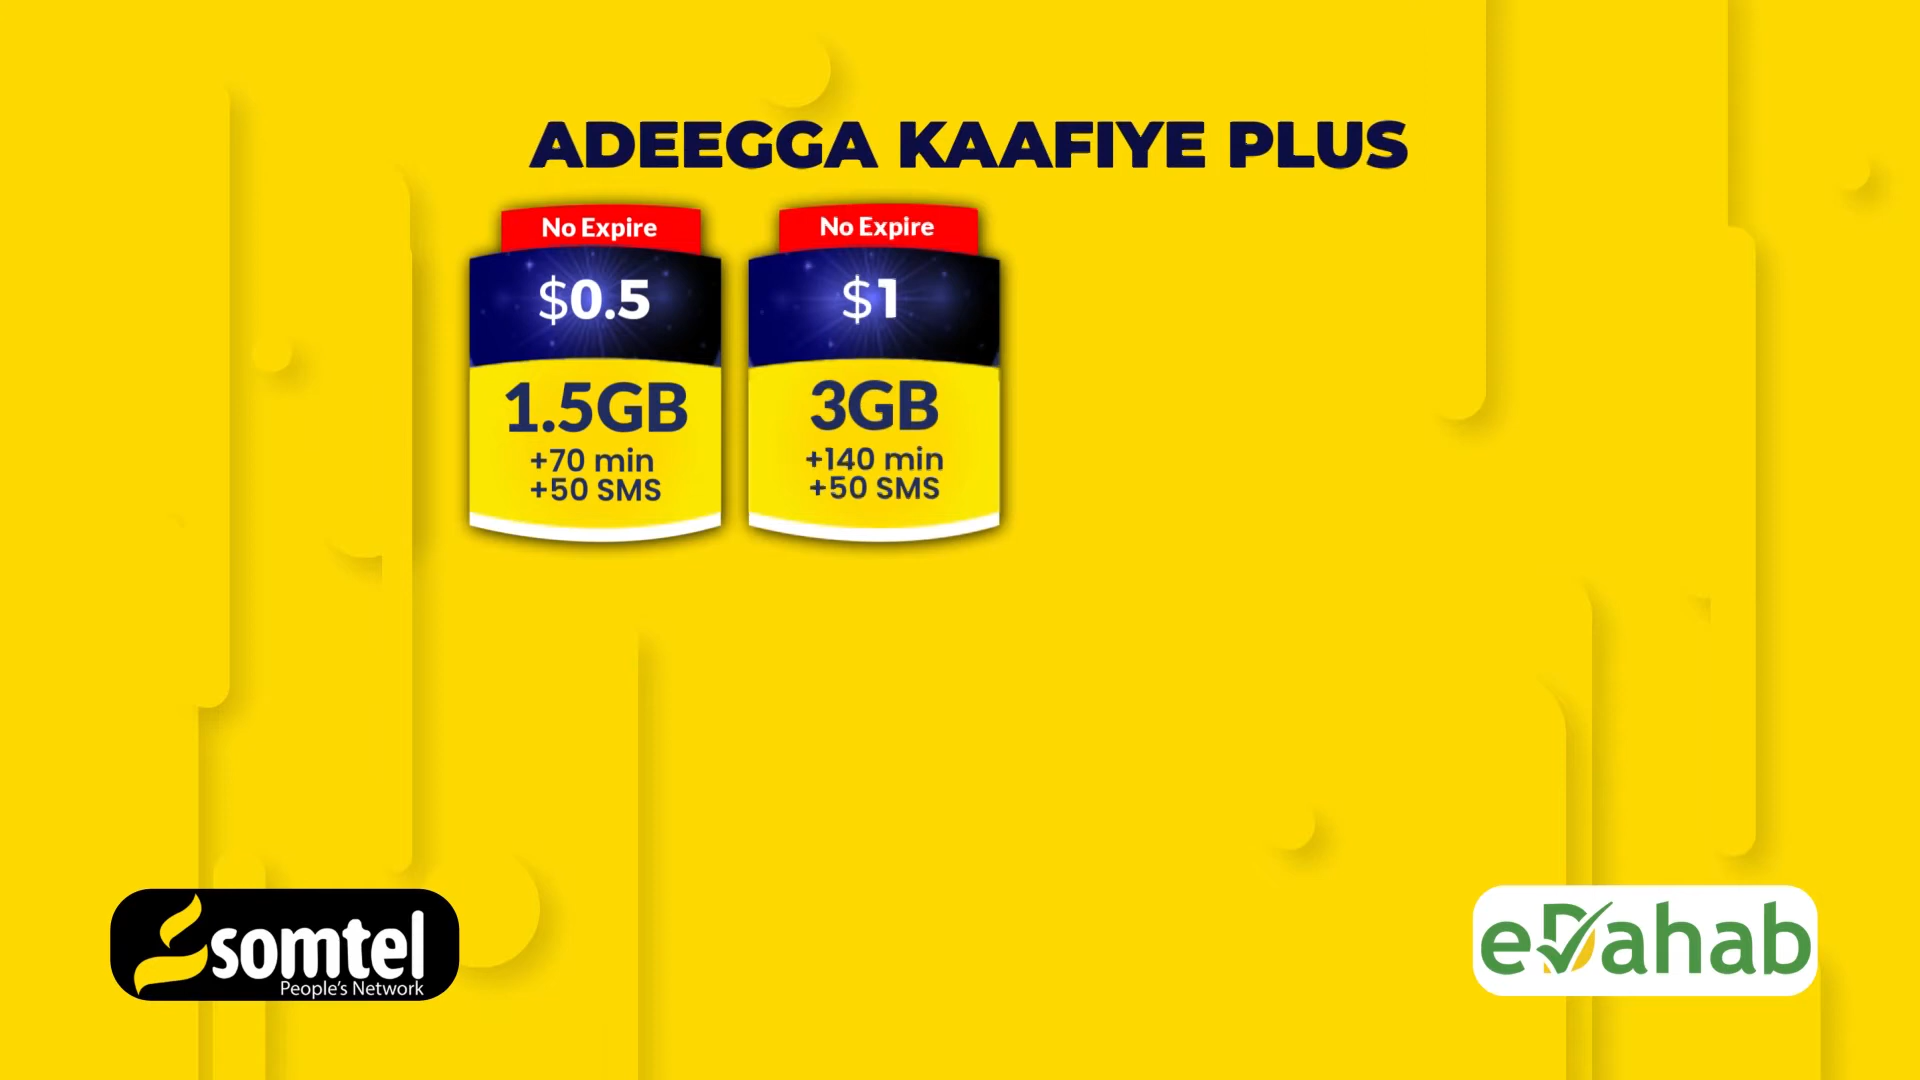 ADEEGGA KAAFIYE PLUS
No Expire
$0.5
1.5GB
+70 min
+50 SMS
No Expire
$1
3GB
+140 min
+50 SMS
somtel
People's Network
eDahab